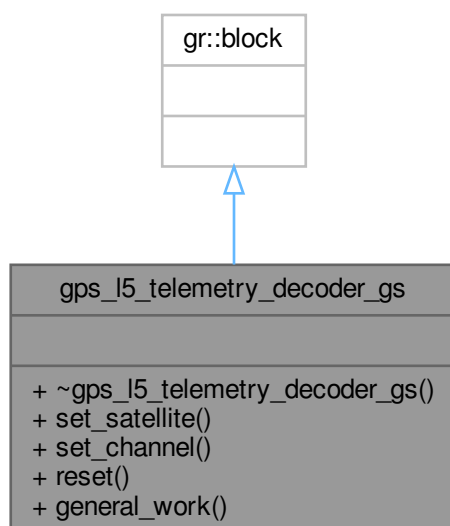 gr::block
gps_l5_telemetry_decoder_gs
+ ~gps_l5_telemetry_decoder_gs()
+ set_satellite()
+ set_channel()
+ reset()
+ general_work()